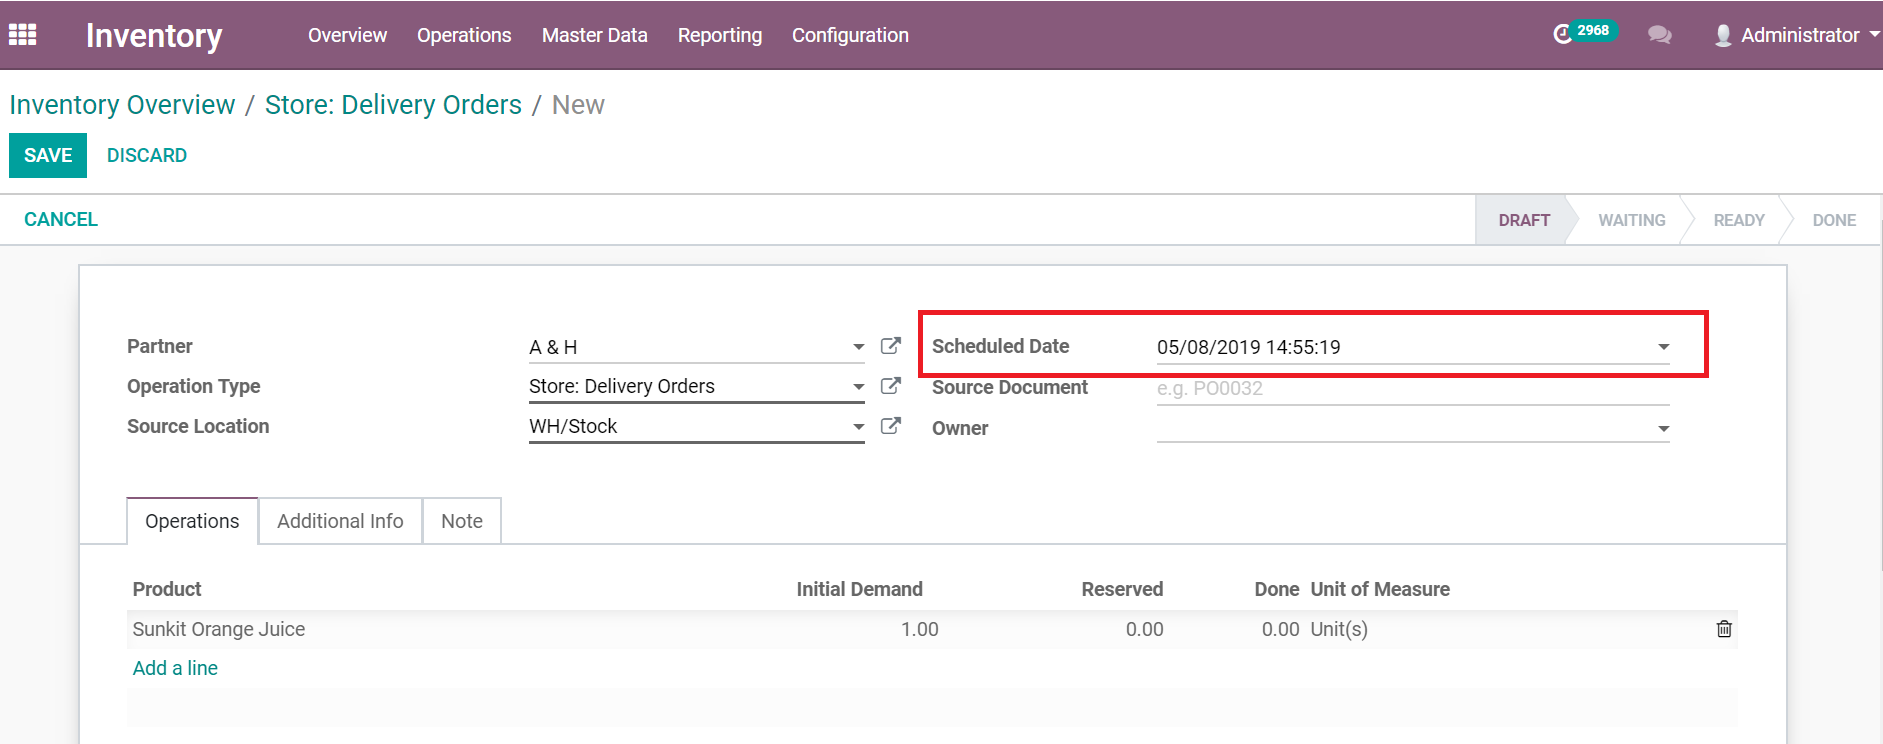 Inventory Overview Operations Master Data Reporting Configuration 2968 Administrator
Inventory Overview / Store: Delivery Orders / New
SAVE DISCARD
CANCEL DRAFT WAITING READY DONE
Partner A & H Scheduled Date 05/08/2019 14:55:19
Operation Type Store: Delivery Orders Source Document e.g. PO0032
Source Location WH/Stock Owner
Operations Additional Info Note
Product Initial Demand Reserved Done Unit of Measure
Sunkit Orange Juice 1.00 0.00 0.00 Unit(s)
Add a line